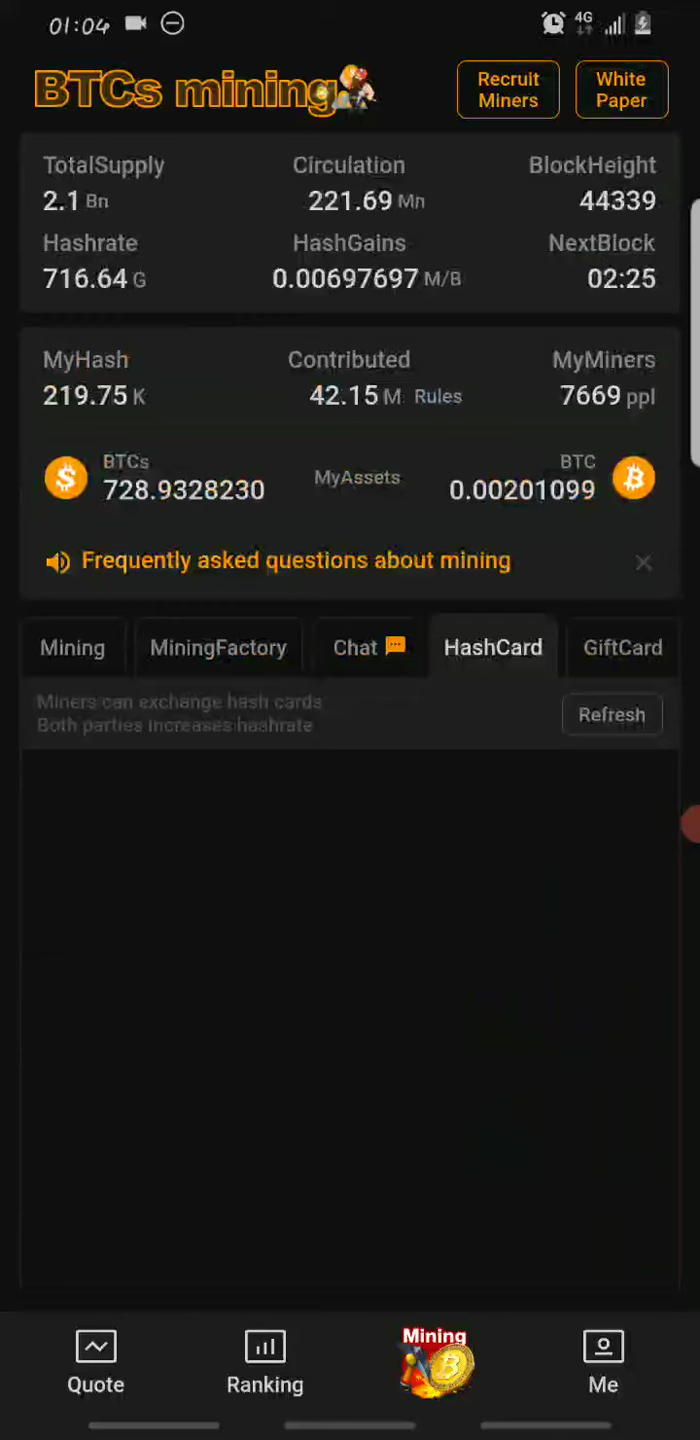 01:04 4G
BTCs mining Recruit Miners White Paper
TotalSupply Circulation BlockHeight
2.1 Bn 221.69 Mn 44339
Hashrate HashGains NextBlock
716.64 G 0.00697697 M/B 02:25
MyHash Contributed MyMiners
219.75 K 42.15 M Rules 7669 ppl
BTCs MyAssets BTC
728.9328230 0.00201099
Frequently asked questions about mining
Mining MiningFactory Chat HashCard GiftCard
Miners can exchange hash cards
Both parties increases hashrate Refresh
Mining
Quote Ranking Me